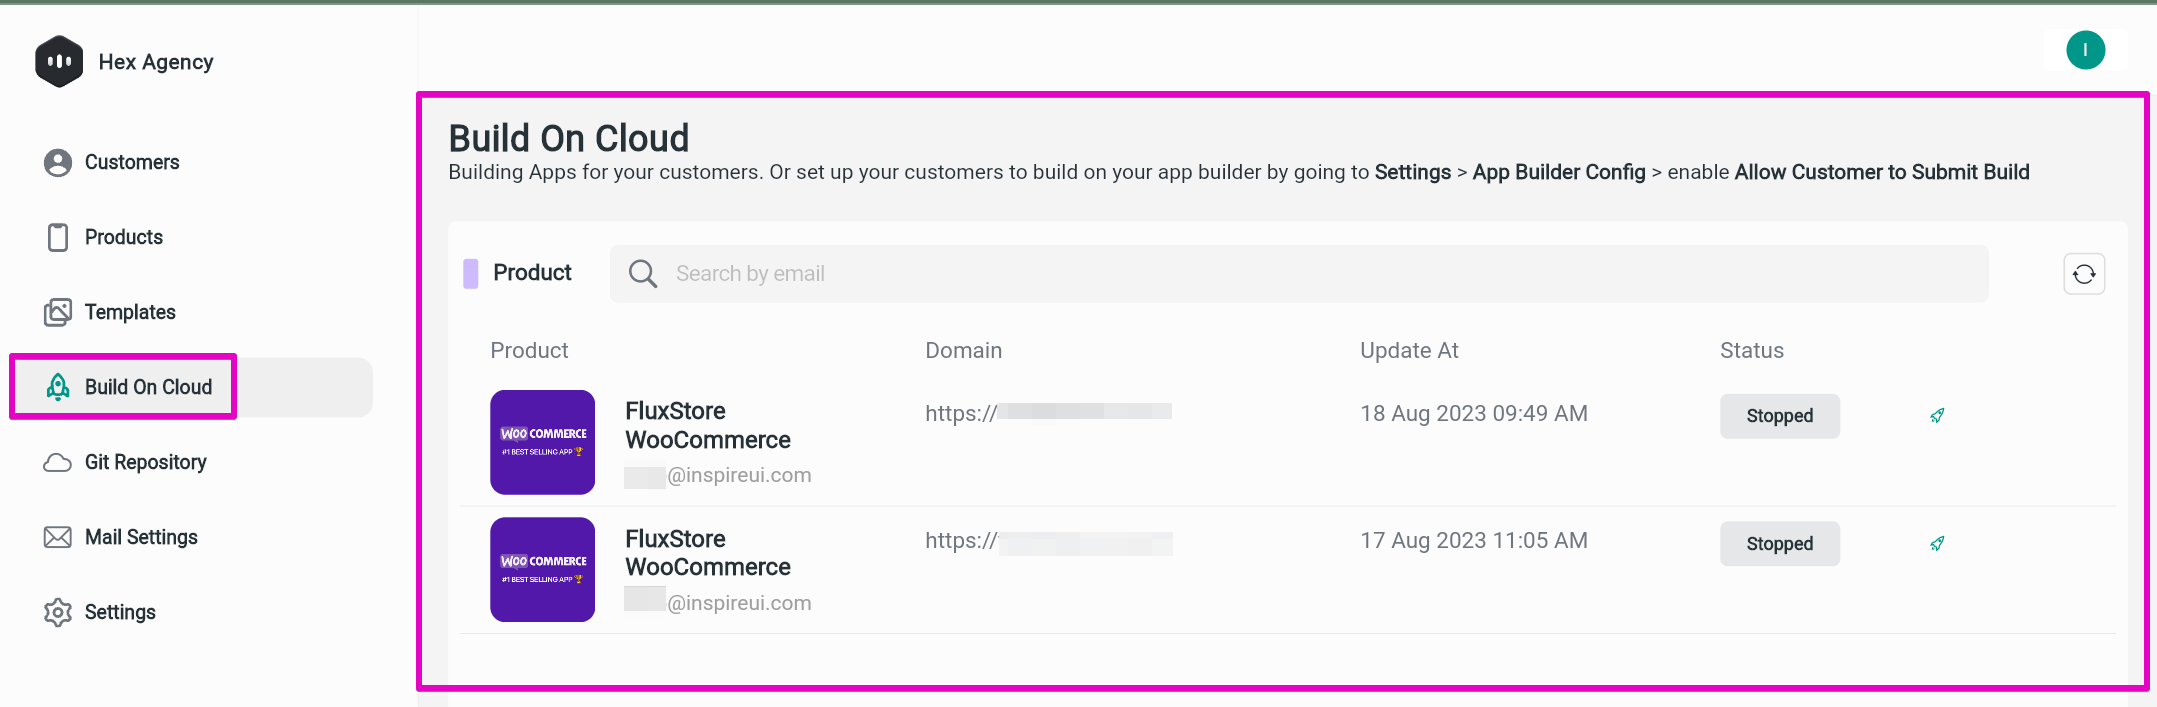 Hex Agency
I
Customers
Products
Templates
Build On Cloud
Git Repository
Mail Settings
Settings
Build On Cloud
Building Apps for your customers. Or set up your customers to build on your app builder by going to Settings > App Builder Config > enable Allow Customer to Submit Build
Product
Search by email
Product Domain Update At Status
WOO COMMERCE
#1 BEST SELLING APP
FluxStore
WooCommerce
@inspireui.com
https://
18 Aug 2023 09:49 AM
Stopped
WOO COMMERCE
#1 BEST SELLING APP
FluxStore
WooCommerce
@inspireui.com
https://
17 Aug 2023 11:05 AM
Stopped